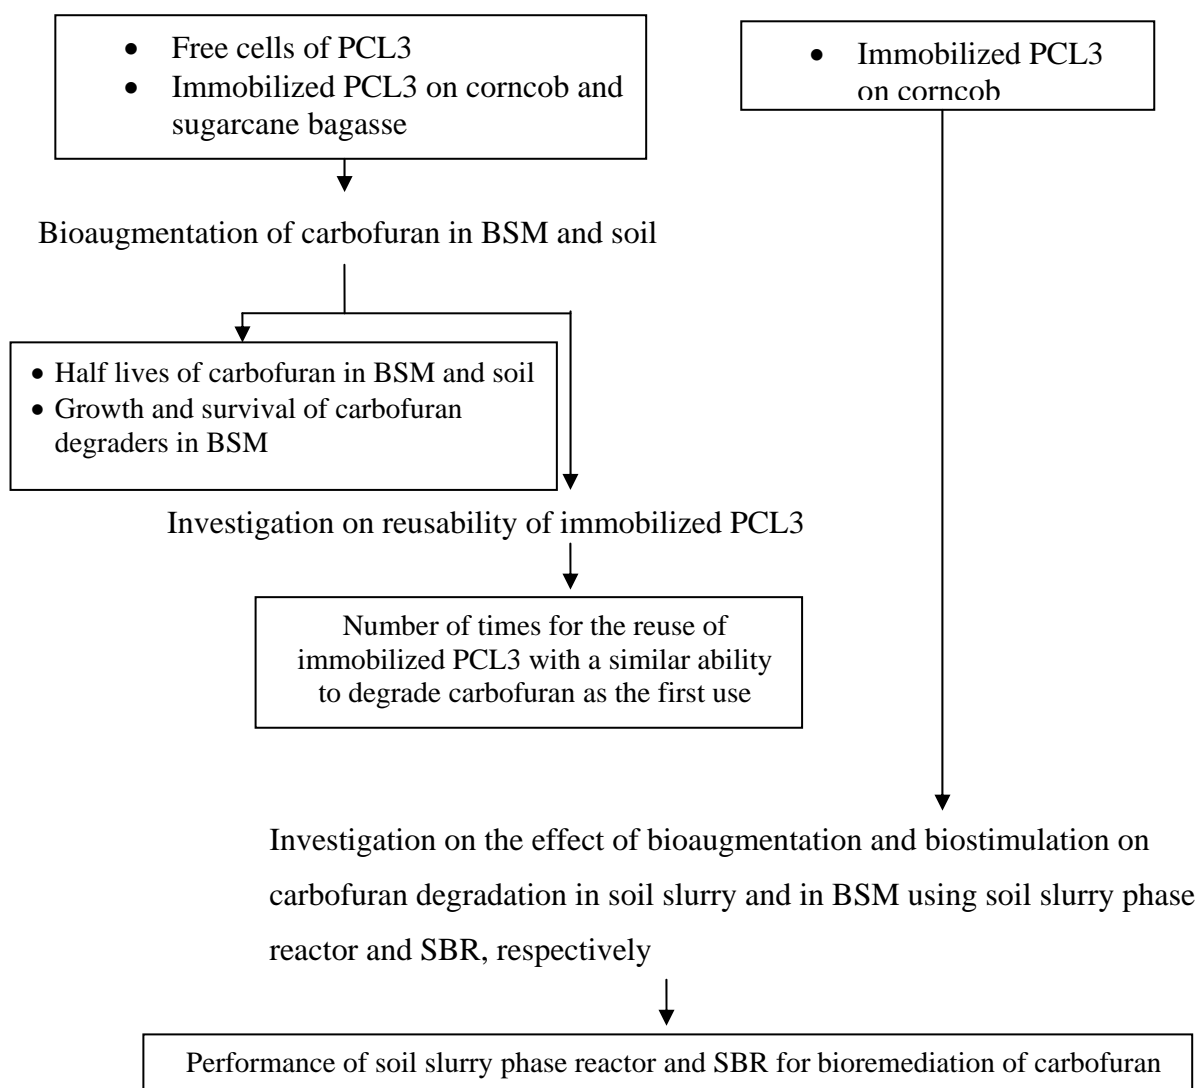 • Free cells of PCL3
• Immobilized PCL3 on corncob and
sugarcane bagasse
• Immobilized PCL3
on corncob
Bioaugmentation of carbofuran in BSM and soil
• Half lives of carbofuran in BSM and soil
• Growth and survival of carbofuran
degraders in BSM
Investigation on reusability of immobilized PCL3
Number of times for the reuse of
immobilized PCL3 with a similar ability
to degrade carbofuran as the first use
Investigation on the effect of bioaugmentation and biostimulation on
carbofuran degradation in soil slurry and in BSM using soil slurry phase
reactor and SBR, respectively
Performance of soil slurry phase reactor and SBR for bioremediation of carbofuran